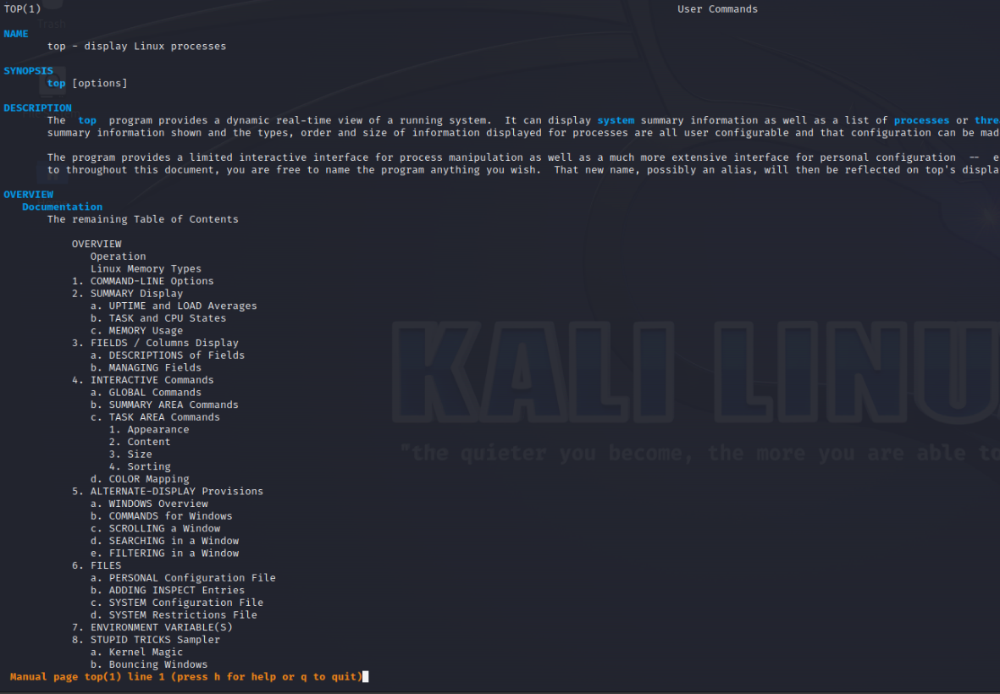 TOP(1) User Commands
Trash
NAME
top - display Linux processes
SYNOPSIS
top [options]
DESCRIPTION
The top program provides a dynamic real-time view of a running system. It can display system summary information as well as a list of processes or thre
summary information shown and the types, order and size of information displayed for processes are all user configurable and that configuration can be mad
The program provides a limited interactive interface for process manipulation as well as a much more extensive interface for personal configuration -- e
to throughout this document, you are free to name the program anything you wish. That new name, possibly an alias, will then be reflected on top's displa
OVERVIEW
Documentation
The remaining Table of Contents
OVERVIEW
Operation
Linux Memory Types
1. COMMAND-LINE Options
2. SUMMARY Display
a. UPTIME and LOAD Averages
b. TASK and CPU States
c. MEMORY Usage
3. FIELDS / Columns Display
a. DESCRIPTIONS of Fields
b. MANAGING Fields
4. INTERACTIVE Commands
a. GLOBAL Commands
b. SUMMARY AREA Commands
c. TASK AREA Commands
1. Appearance
2. Content
3. Size
4. Sorting
d. COLOR Mapping
5. ALTERNATE-DISPLAY Provisions
a. WINDOWS Overview
b. COMMANDS for Windows
c. SCROLLING a Window
d. SEARCHING in a Window
e. FILTERING in a Window
6. FILES
a. PERSONAL Configuration File
b. ADDING INSPECT Entries
c. SYSTEM Configuration File
d. SYSTEM Restrictions File
7. ENVIRONMENT VARIABLE(S)
8. STUPID TRICKS Sampler
a. Kernel Magic
b. Bouncing Windows
Manual page top(1) line 1 (press h for help or q to quit)
KALI LINU
"the quieter you become, the more you are able to